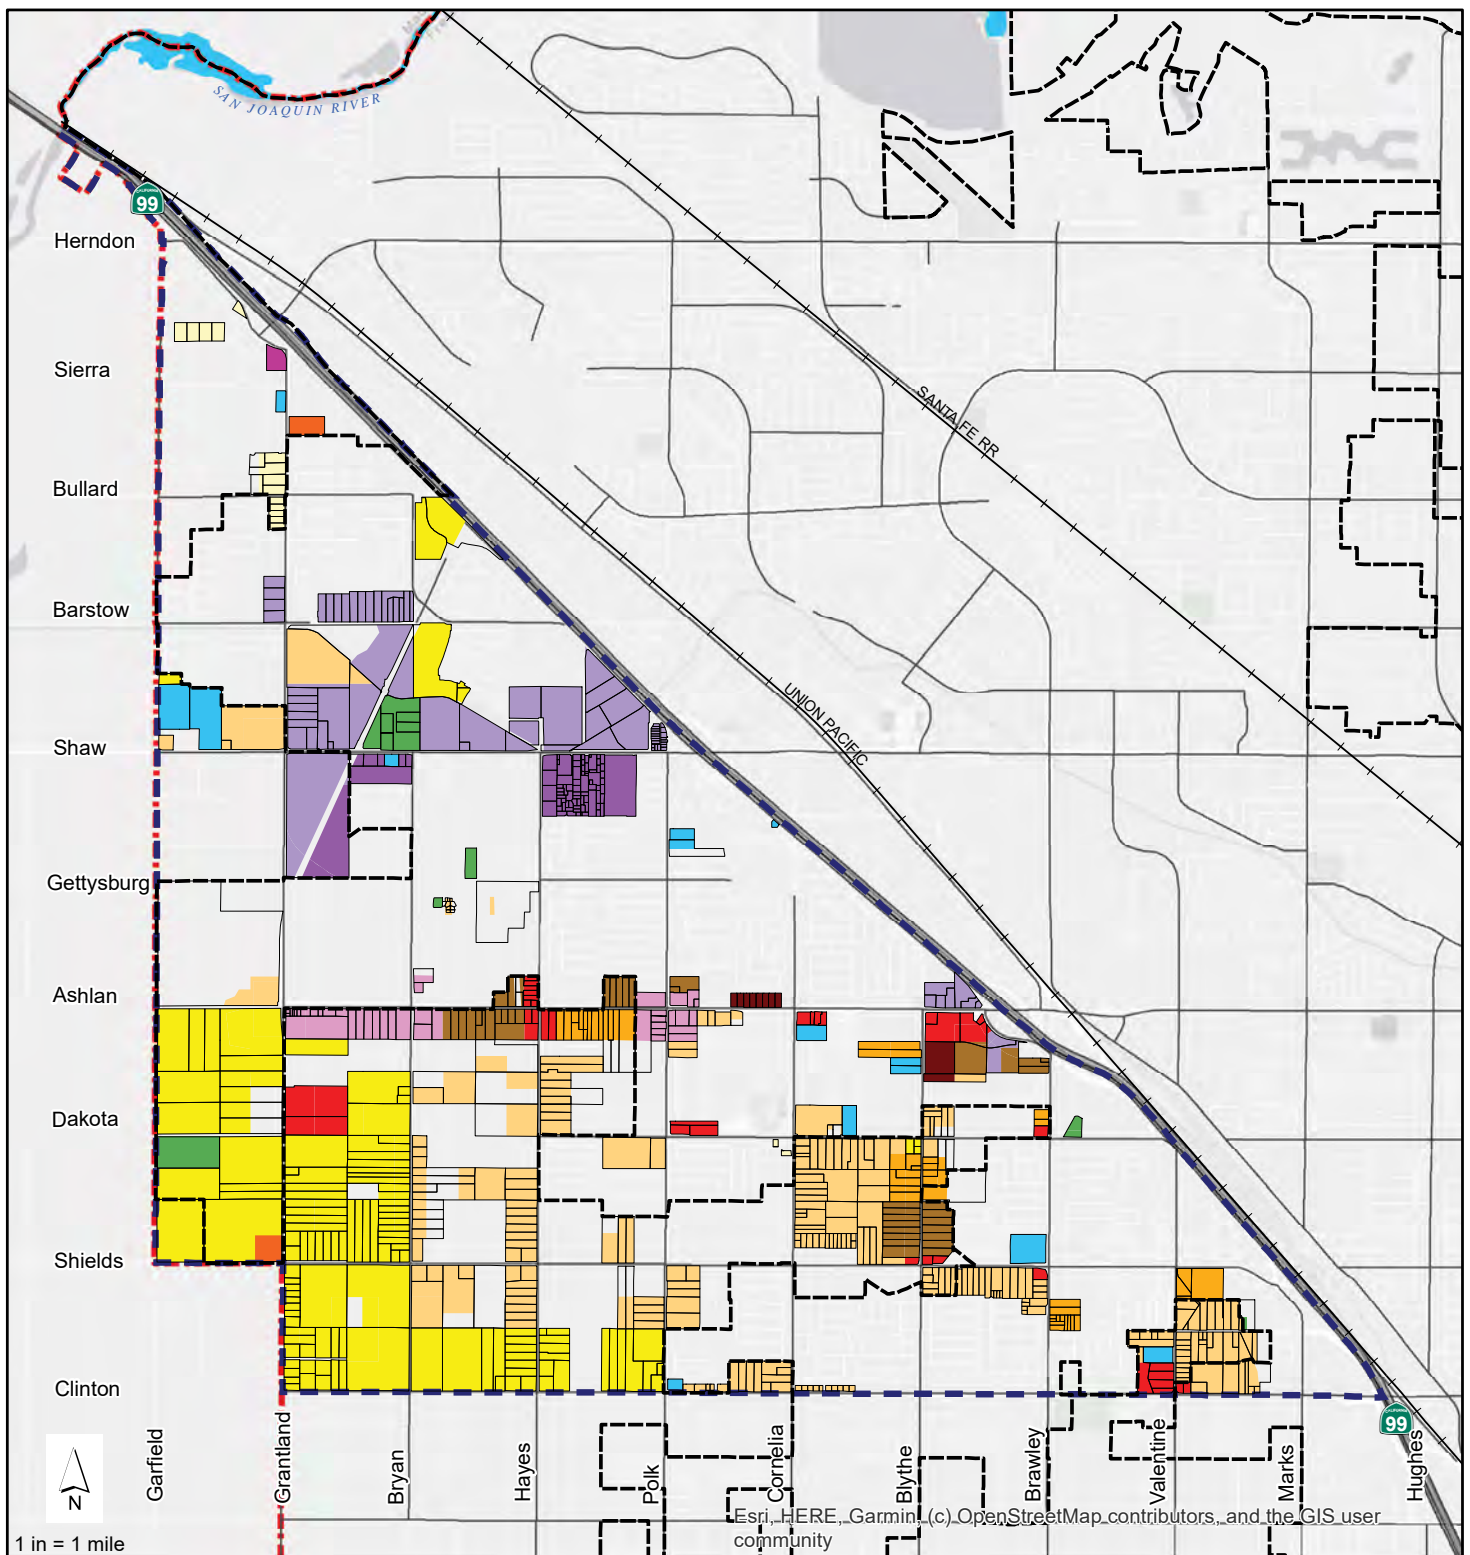 SAN JOAQUIN RIVER
CALIFORNIA
99
Herndon
Sierra
SANTA FE RR
Bullard
Barstow
UNION PACIFIC
Shaw
Gettysburg
Ashlan
Dakota
Shields
Clinton
CALIFORNIA
99
Garfield
Grantland
Bryan
Hayes
Polk
Cornelia
Blythe
Brawley
Valentine
Marks
Hughes
N
Esri, HERE, Garmin, (c) OpenStreetMap contributors, and the GIS user
community
1 in = 1 mile